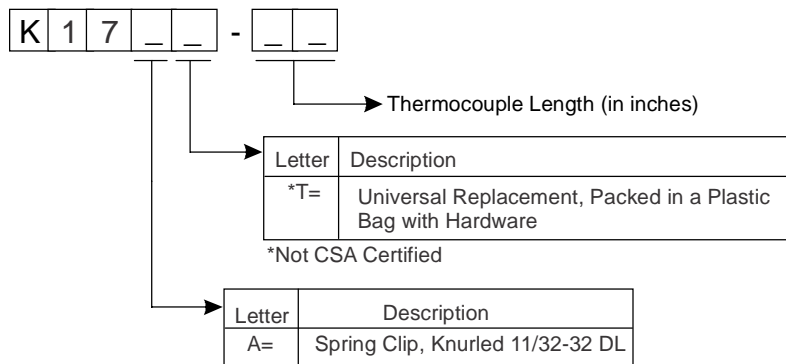 K 1 7 _ _ - _ _
Thermocouple Length (in inches)
Letter Description
*T= Universal Replacement, Packed in a Plastic
Bag with Hardware
*Not CSA Certified
Letter Description
A= Spring Clip, Knurled 11/32-32 DL